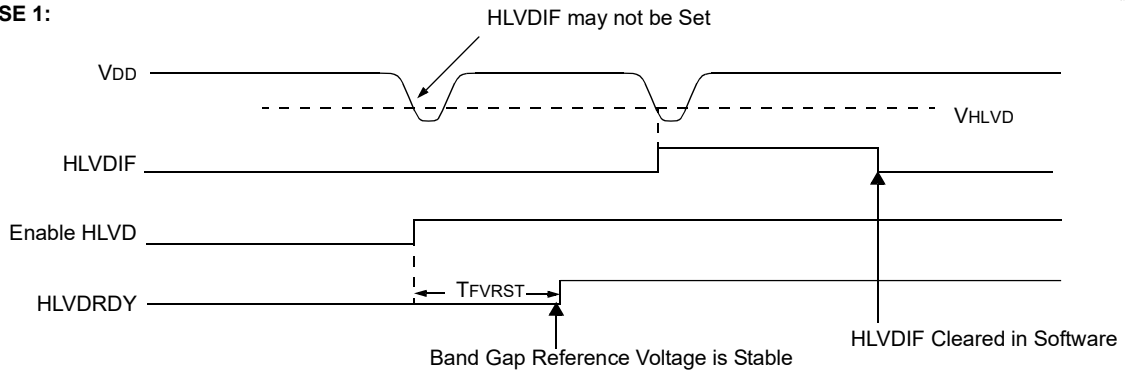 SE 1:
HLVDIF may not be Set
VDD
VHLVD
HLVDIF
Enable HLVD
TFVRST
HLVDRDY
HLVDIF Cleared in Software
Band Gap Reference Voltage is Stable